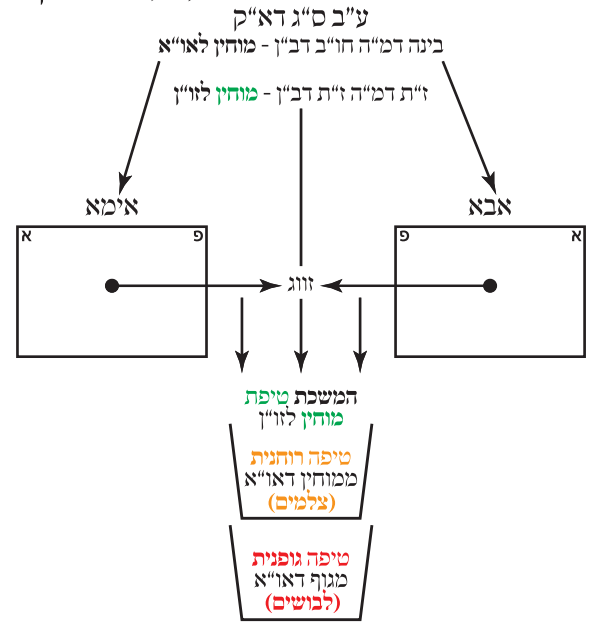 ע"ב ס"ג דא"ק
בינה דמ"ה חו"ב דב"ן - מוחין לאו"א
ז"ת דמ"ה ז"ת דב"ן - מוחין לזו"ן
אבא
אימא
א
פ
פ
א
זווג
המשכת טיפת
מוחין לזו"ן
טיפה רוחנית
ממוחין דאו"א
(צלמים)
טיפה גופנית
מגוף דאו"א
(לבושים)